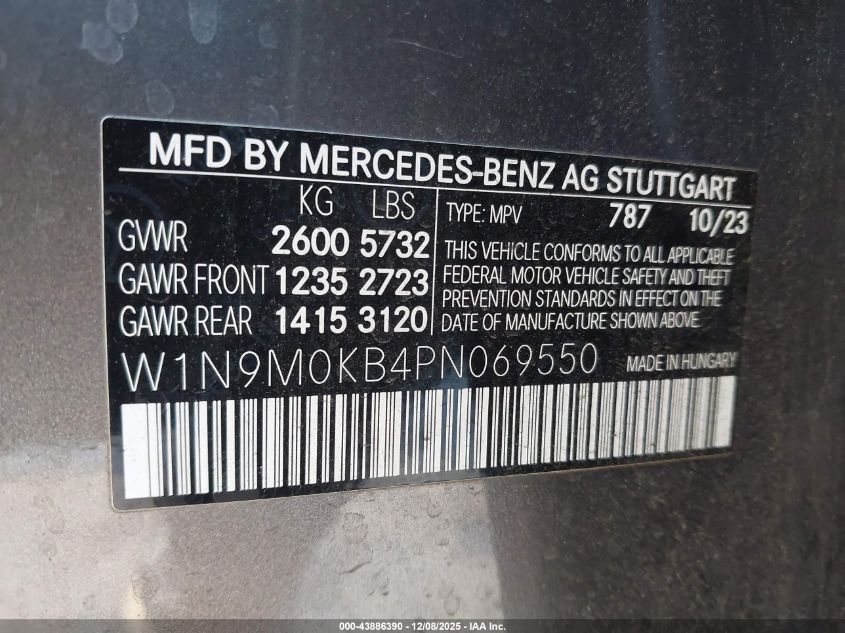 MFD BY MERCEDES-BENZ AG STUTTGART
KG LBS
GVWR 2600 5732
GAWR FRONT 1235 2723
GAWR REAR 1415 3120
TYPE: MPV 787 10/23
THIS VEHICLE CONFORMS TO ALL APPLICABLE
FEDERAL MOTOR VEHICLE SAFETY AND THEFT
PREVENTION STANDARDS IN EFFECT ON THE
DATE OF MANUFACTURE SHOWN ABOVE.
W1N9M0KB4PN069550 MADE IN HUNGARY
000-43886390 | 12/08/2025 - IAA Inc.